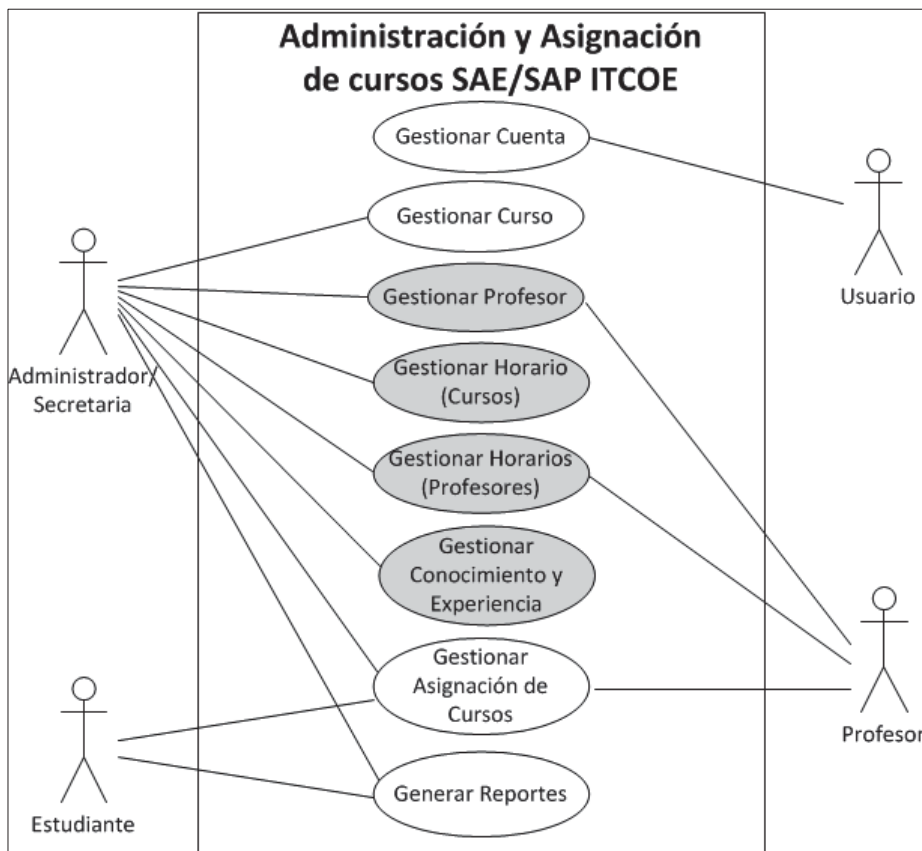 Administración y Asignación
de cursos SAE/SAP ITCOE
Gestionar Cuenta
Gestionar Curso
Gestionar Profesor
Gestionar Horario
(Cursos)
Gestionar Horarios
(Profesores)
Gestionar
Conocimiento y
Experiencia
Gestionar
Asignación de
Cursos
Generar Reportes
Administrador/
Secretaria
Estudiante
Usuario
Profesor